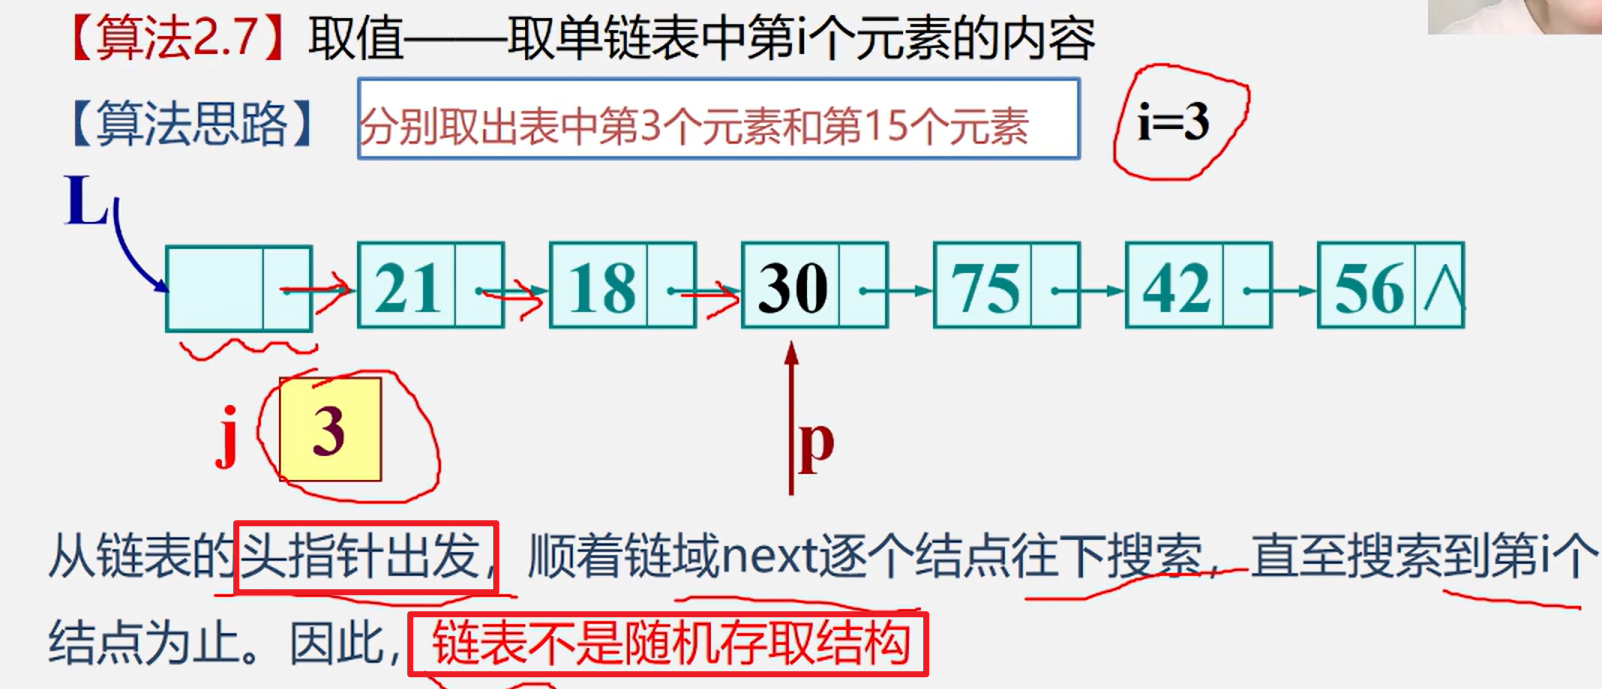 【算法2.7】取值——取单链表中第i个元素的内容
【算法思路】 分别取出表中第3个元素和第15个元素 i=3
L
21 18 30 75 42 56 ∧
j 3 p
从链表的头指针出发，顺着链域next逐个结点往下搜索，直至搜索到第i个
结点为止。因此，链表不是随机存取结构